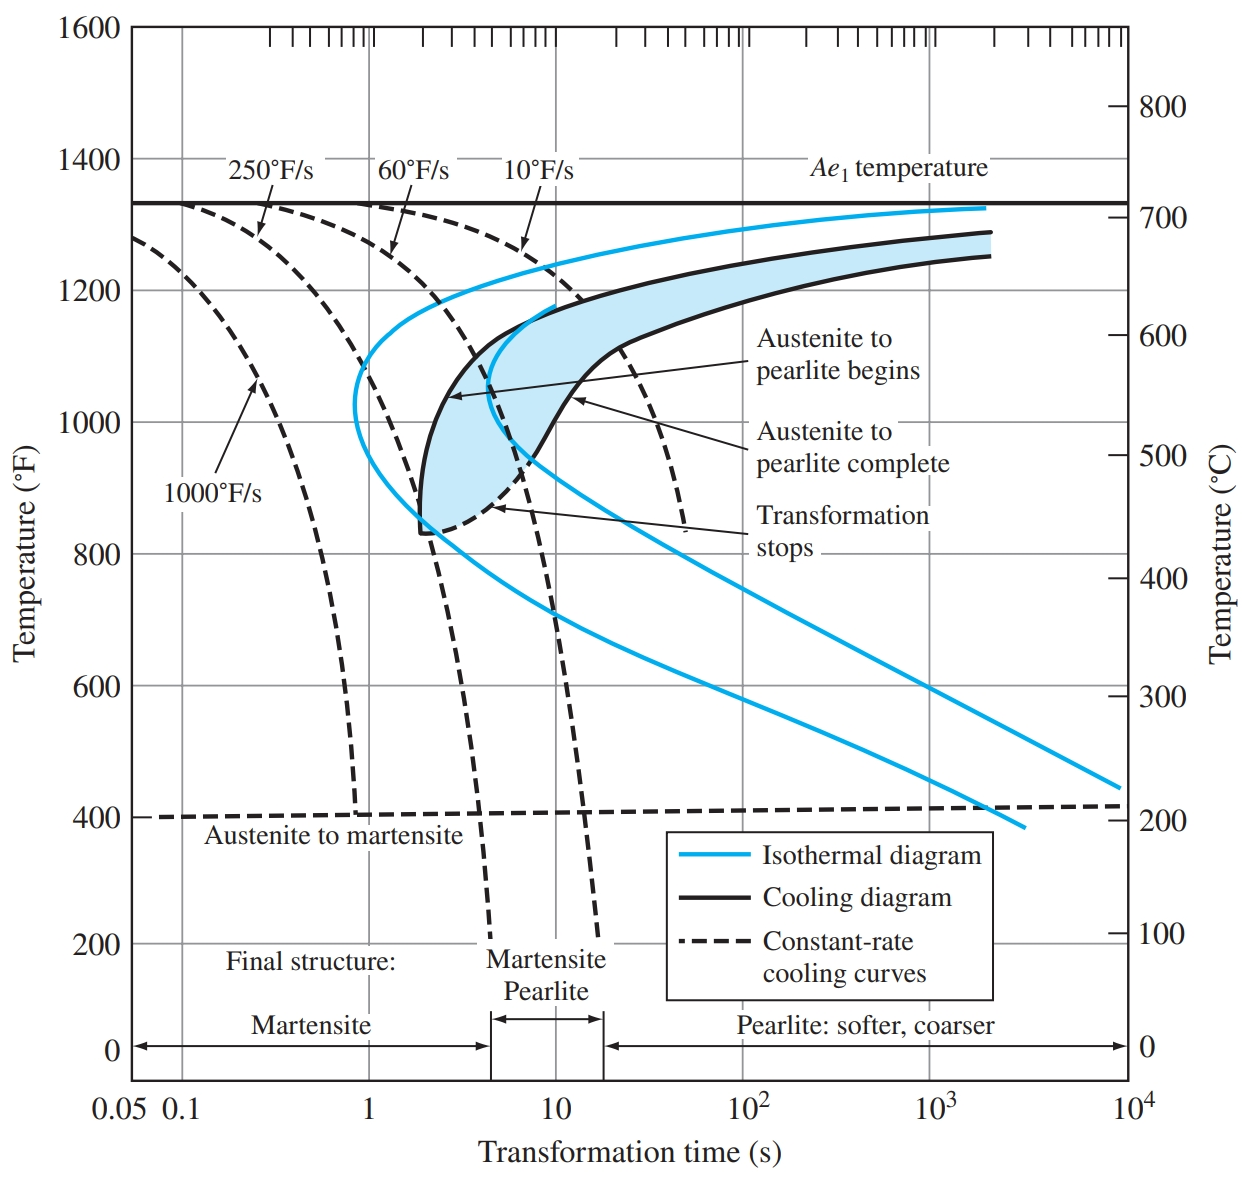 1600
1400
1200
1000
800
600
400
200
0
Temperature (°F)
800
700
600
500
400
300
200
100
0
Temperature (°C)
250°F/s
60°F/s
10°F/s
Ae₁ temperature
1000°F/s
Austenite to
pearlite begins
Austenite to
pearlite complete
Transformation
stops
Austenite to martensite
Isothermal diagram
Cooling diagram
Constant-rate
cooling curves
Final structure:
Martensite
Martensite
Pearlite
Pearlite: softer, coarser
0.05 0.1 1 10 10² 10³ 10⁴
Transformation time (s)